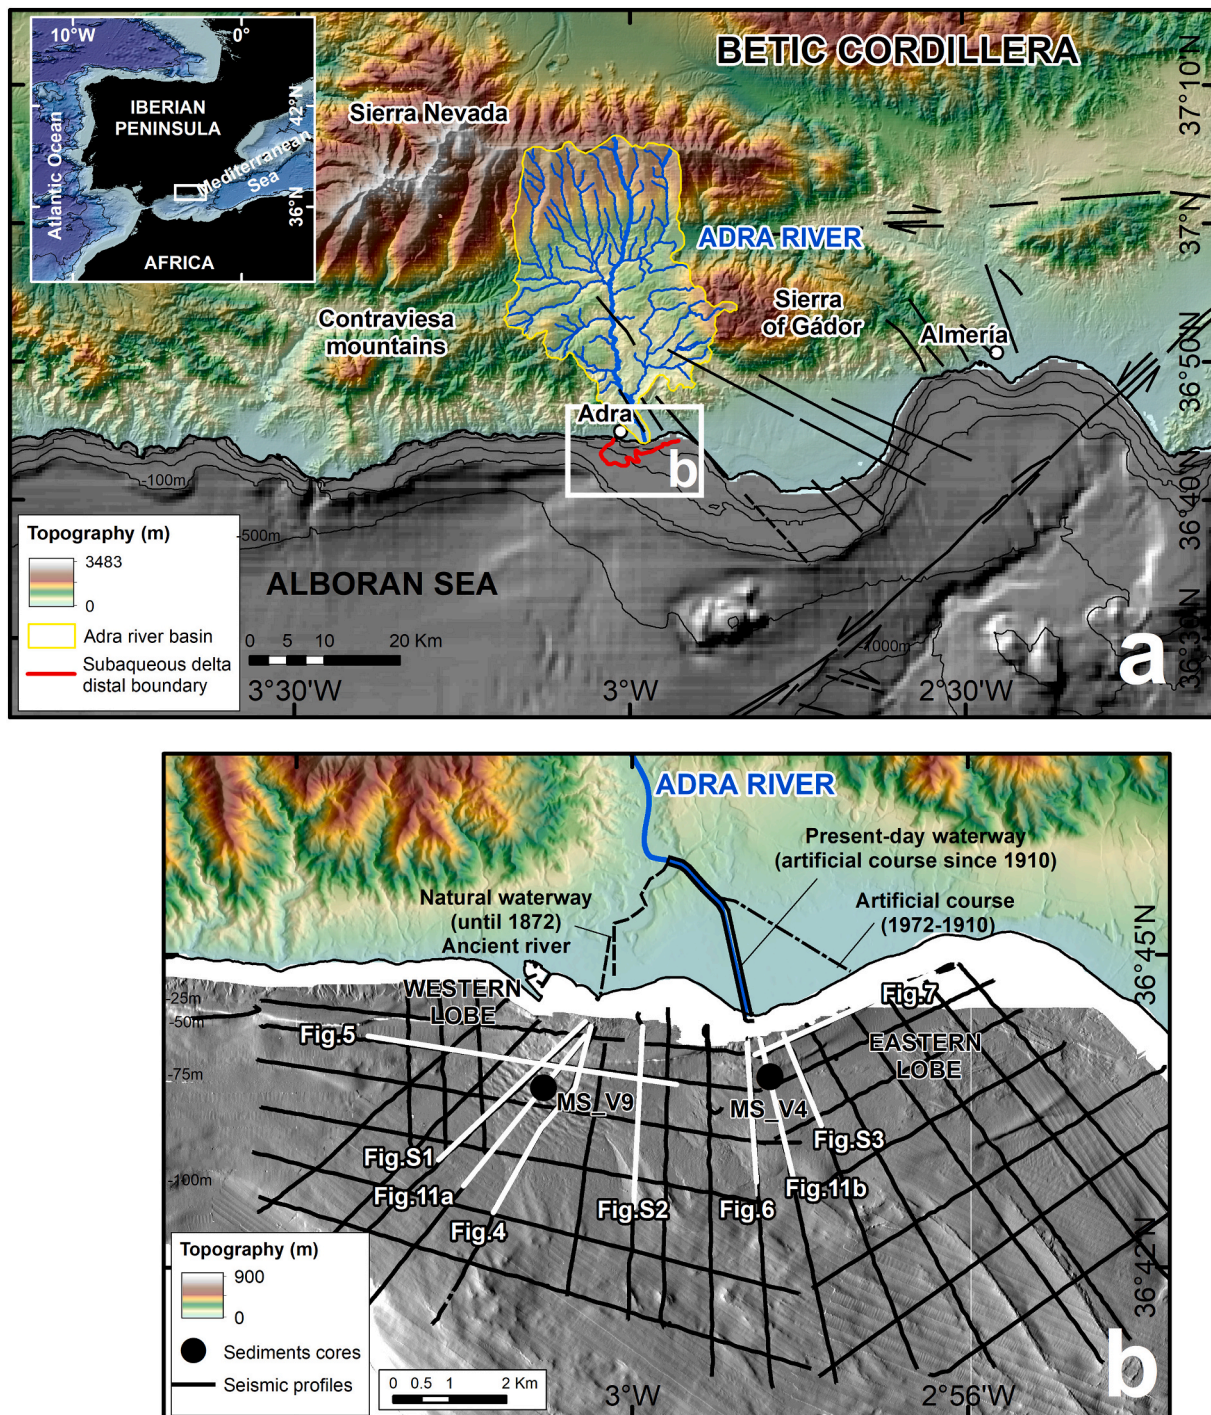 10°W
0°
BETIC CORDILLERA
37°10'N
IBERIAN
PENINSULA
42°N
Sierra Nevada
Atlantic Ocean
Mediterranean
Sea
36°N
AFRICA
ADRA RIVER
37°N
Contraviesa
mountains
Sierra
of Gádor
Almería
36°50'N
Adra
b
-100m
36°40'N
Topography (m)
3483
0
-500m
ALBORAN SEA
Adra river basin
Subaqueous delta
distal boundary
0 5 10 20 Km
-1000m
36°30'N
a
3°30'W
3°W
2°30'W
ADRA RIVER
Present-day waterway
(artificial course since 1910)
Natural waterway
(until 1872)
Ancient river
Artificial course
(1972-1910)
36°45'N
WESTERN
LOBE
-25m
-50m
Fig.7
Fig.5
EASTERN
LOBE
-75m
MS_V9
MS_V4
Fig.S1
Fig.S3
-100m
Fig.11a
Fig.11b
Fig.4
Fig.S2
Fig.6
36°42'N
Topography (m)
900
0
Sediments cores
Seismic profiles
0 0.5 1 2 Km
3°W
2°56'W
b